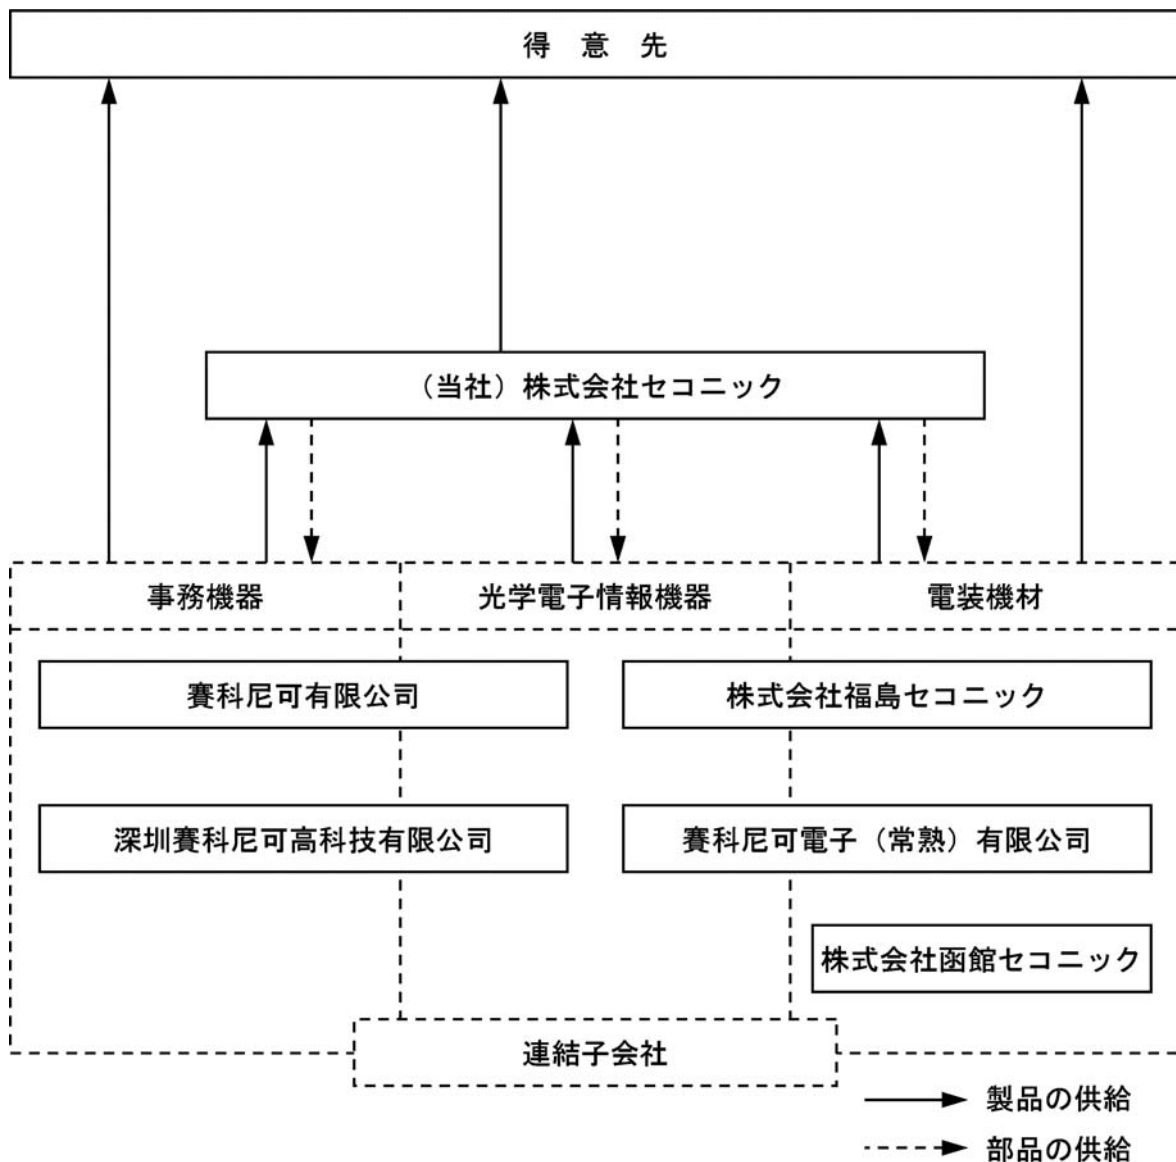 得 意 先
（当社）株式会社セコニック
事務機器
光学電子情報機器
電装機材
賽科尼可有限公司
株式会社福島セコニック
深圳賽科尼可高科技有限公司
賽科尼可電子（常熟）有限公司
株式会社函館セコニック
連結子会社
製品の供給
部品の供給